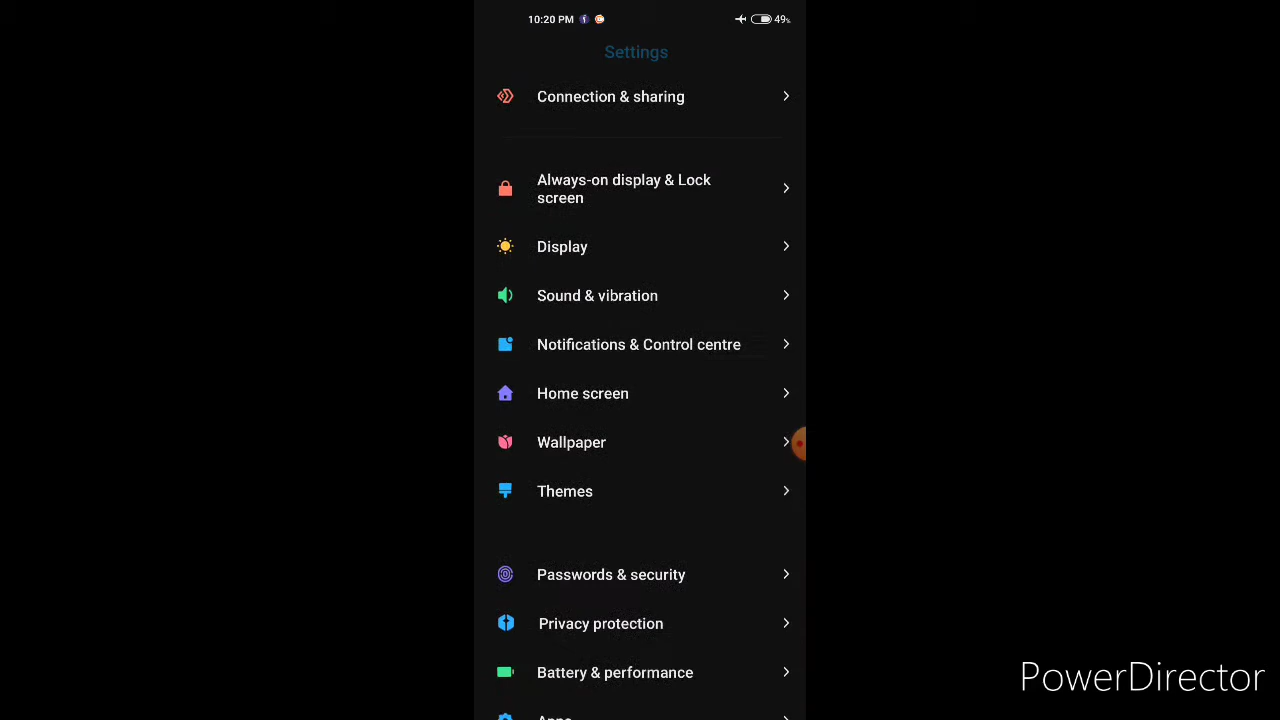 10:20 PM
49%
Settings
Connection & sharing
Always-on display & Lock
screen
Display
Sound & vibration
Notifications & Control centre
Home screen
Wallpaper
Themes
Passwords & security
Privacy protection
Battery & performance
Apps
PowerDirector